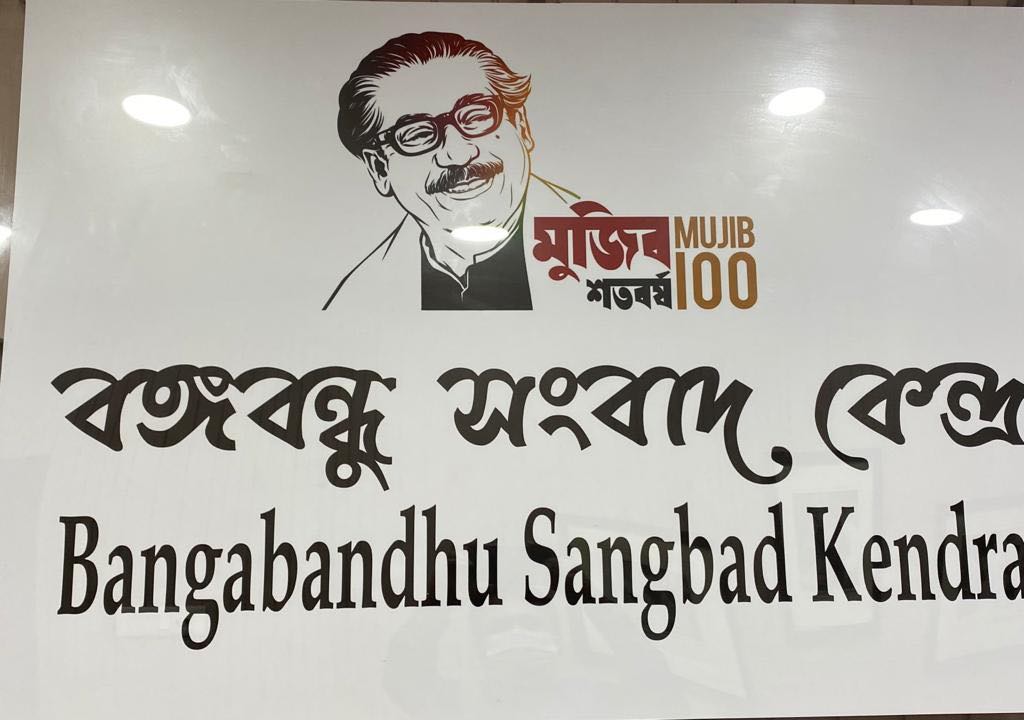 মুজিব MUJIB
শতবর্ষ 100
বঙ্গবন্ধু সংবাদ কেন্দ্র
Bangabandhu Sangbad Kendra